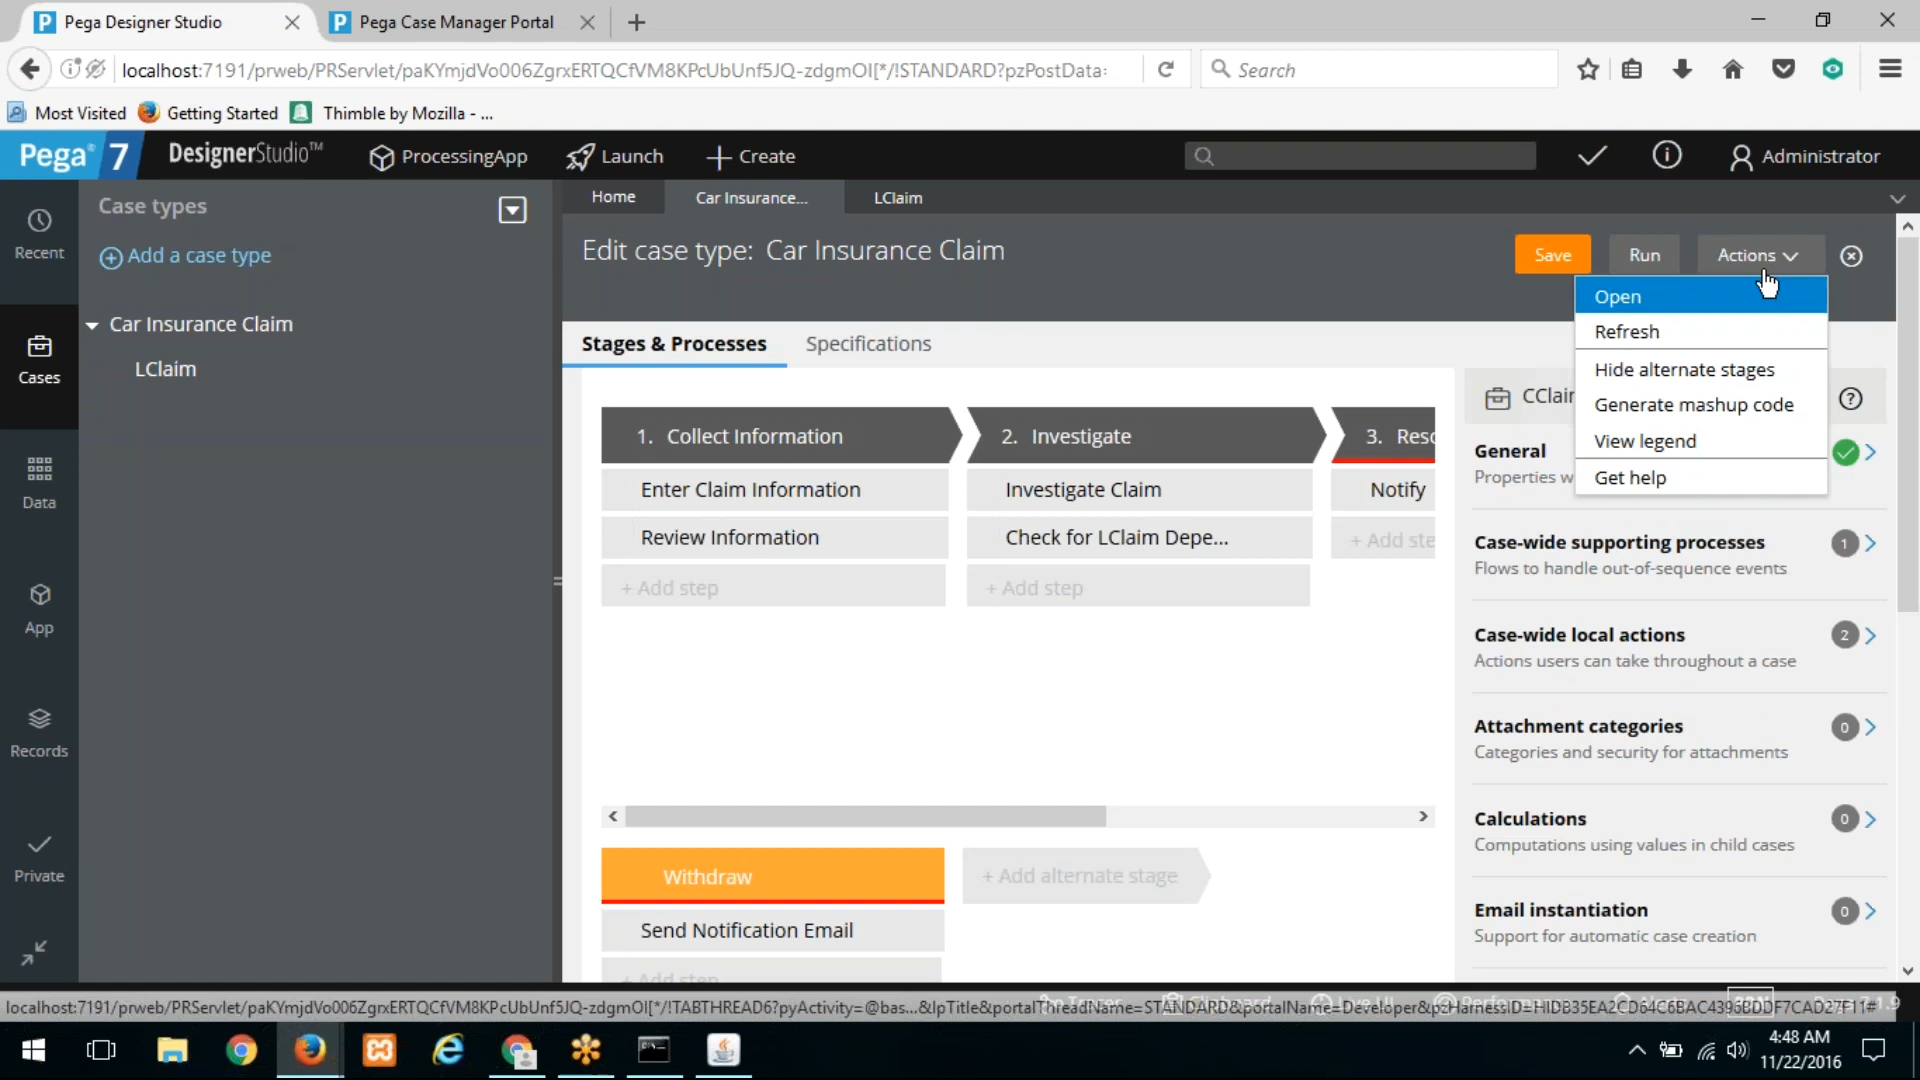 Pega Designer Studio
Pega Case Manager Portal
localhost:7191/prweb/PRServlet/paKYmjdVo006ZgrxERTQCfVM8KPcUbUnf5JQ-zdgmOI[*/!STANDARD?pzPostData:
Search
Most Visited
Getting Started
Thimble by Mozilla - ...
Pega 7
DesignerStudio™
ProcessingApp
Launch
Create
Administrator
Recent
Cases
Data
App
Records
Private
Case types
Add a case type
Car Insurance Claim
LClaim
Home
Car Insurance...
LClaim
Edit case type: Car Insurance Claim
Save
Run
Actions
Open
Refresh
Hide alternate stages
Generate mashup code
View legend
Get help
Stages & Processes
Specifications
1. Collect Information
2. Investigate
3. Reso
Enter Claim Information
Investigate Claim
Notify
Review Information
Check for LClaim Depe...
+ Add ste
+ Add step
+ Add step
Withdraw
+ Add alternate stage
Send Notification Email
+ Add step
CClair
General
Properties w
Case-wide supporting processes
1
Flows to handle out-of-sequence events
Case-wide local actions
2
Actions users can take throughout a case
Attachment categories
0
Categories and security for attachments
Calculations
0
Computations using values in child cases
Email instantiation
0
Support for automatic case creation
4:48 AM
11/22/2016